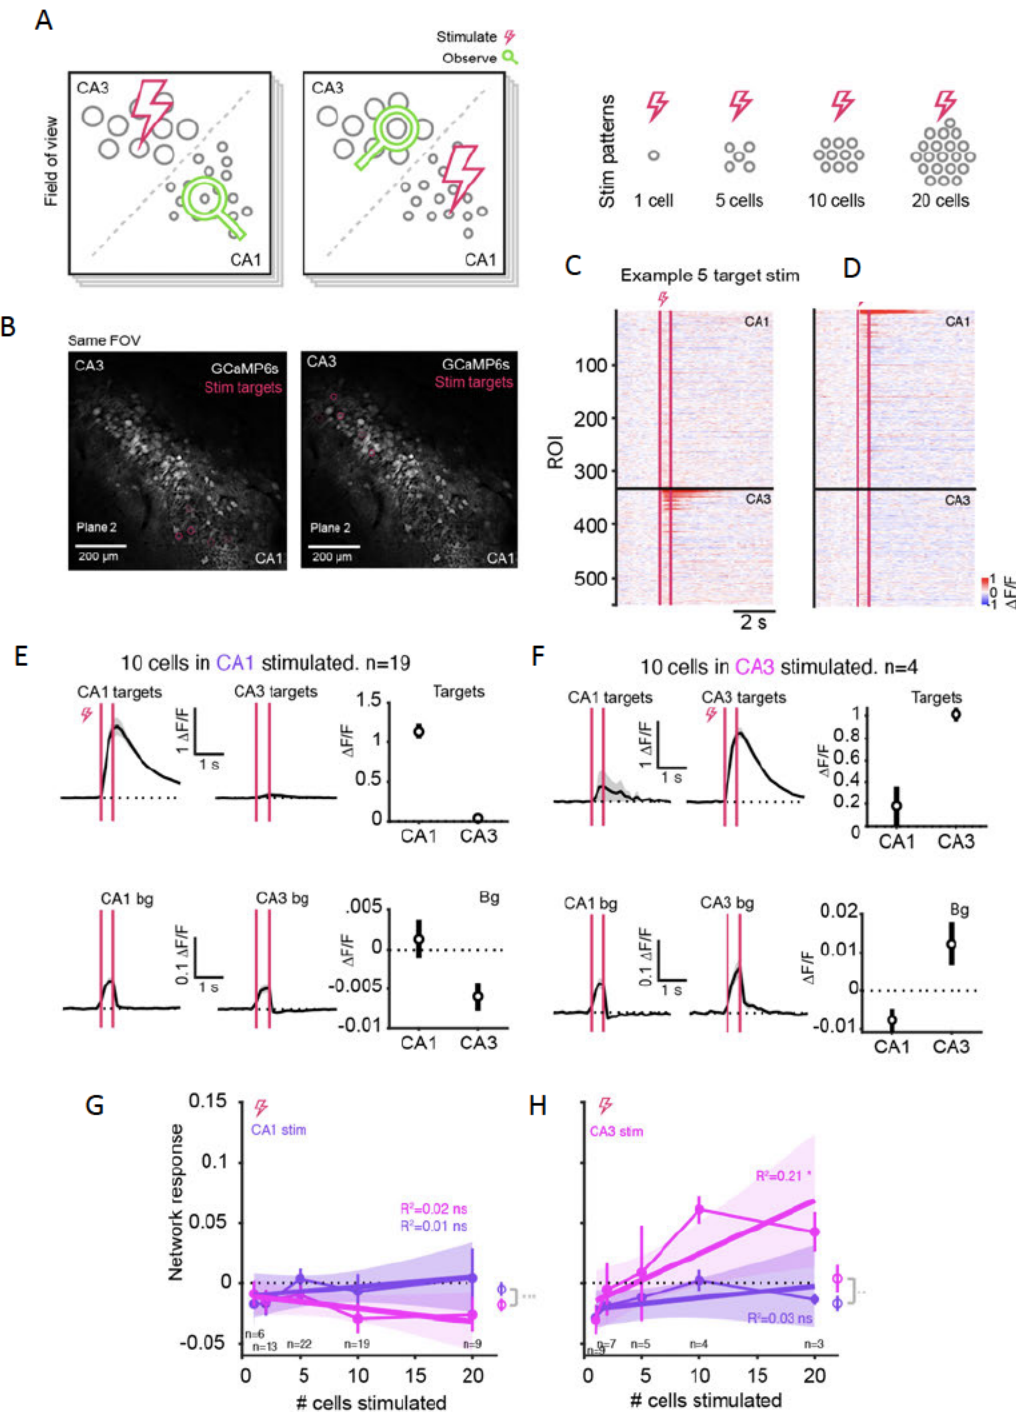 A
Stimulate
Observe
CA3
CA1
Field of view
CA3
CA1
Stim patterns
1 cell
5 cells
10 cells
20 cells
B
Same FOV
CA3
GCaMP6s
Stim targets
Plane 2
200 µm
CA1
CA3
GCaMP6s
Stim targets
Plane 2
200 µm
CA1
C
D
Example 5 target stim
CA1
CA3
ROI
100
200
300
400
500
2 s
CA1
CA3
1
0
-1
ΔF/F
E
10 cells in CA1 stimulated. n=19
CA1 targets
1 ΔF/F
1 s
CA3 targets
Targets
ΔF/F
1.5
1
0.5
0
CA1 CA3
CA1 bg
0.1 ΔF/F
1 s
CA3 bg
Bg
ΔF/F
.005
0
-0.005
-0.01
CA1 CA3
F
10 cells in CA3 stimulated. n=4
CA1 targets
1 ΔF/F
1 s
CA3 targets
Targets
ΔF/F
1
0.8
0.6
0.4
0.2
0
CA1 CA3
CA1 bg
0.1 ΔF/F
1 s
CA3 bg
Bg
ΔF/F
0.02
0.01
0
-0.01
CA1 CA3
G
CA1 stim
Network response
0.15
0.1
0.05
0
-0.05
R²=0.02 ns
R²=0.01 ns
n=6
n=13
n=22
n=19
n=9
0 5 10 15 20
# cells stimulated
H
CA3 stim
R²=0.21 *
R²=0.03 ns
n=7
n=5
n=4
n=3
0 5 10 15 20
# cells stimulated